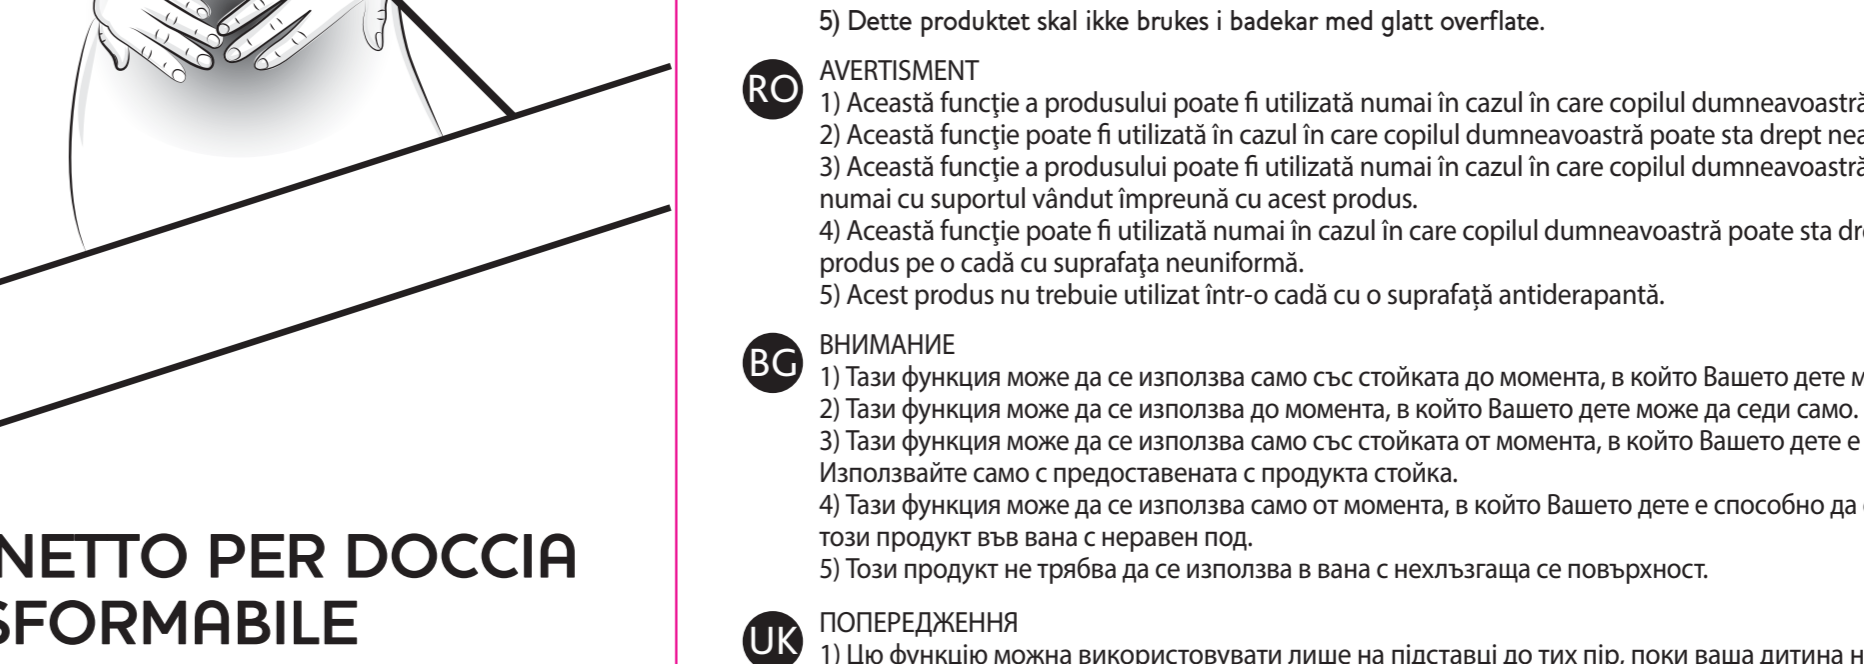 5) Dette produktet skal ikke brukes i badekar med glatt overflate.
RO
AVERTISMENT
1) Această funcţie a produsului poate fi utilizată numai în cazul în care copilul dumneavoastră
2) Această funcţie poate fi utilizată în cazul în care copilul dumneavoastră poate sta drept
3) Această funcţie a produsului poate fi utilizată numai în cazul în care copilul dumneavoastră
numai cu suportul vândut împreună cu acest produs.
4) Această funcţie poate fi utilizată numai în cazul în care copilul dumneavoastră poate sta
produs pe o cadă cu suprafaţa neuniformă.
5) Acest produs nu trebuie utilizat într-o cadă cu o suprafață antiderapantă.
BG
ВНИМАНИЕ
1) Тази функция може да се използва само със стойката до момента, в който Вашето дете
2) Тази функция може да се използва до момента, в който Вашето дете може да седи само.
3) Тази функция може да се използва само със стойката от момента, в който Вашето дете е
Използвайте само с предоставената с продукта стойка.
4) Тази функция може да се използва само от момента, в който Вашето дете е способно да
този продукт във вана с неравен под.
5) Този продукт не трябва да се използва в вана с нехлъзгаща се повърхност.
UK
ПОПЕРЕДЖЕННЯ
1) Цю функцію можна використовувати лише на підставці до тих пір, поки ваша дитина
NETTO PER DOCCIA
SFORMABILE